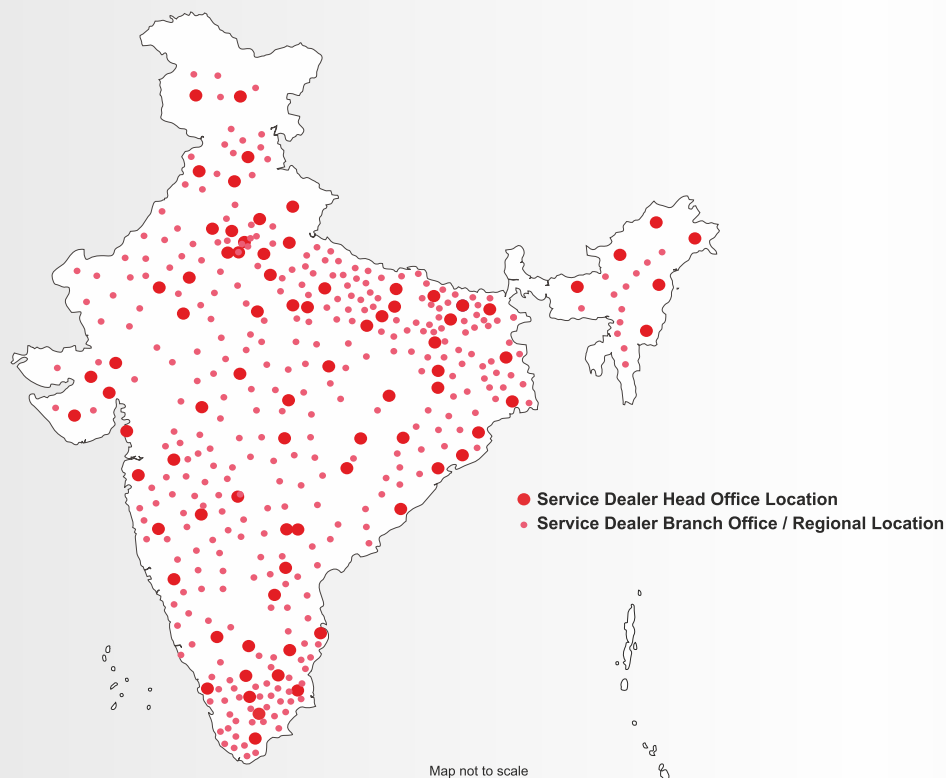 Service Dealer Head Office Location
Service Dealer Branch Office / Regional Location
Map not to scale